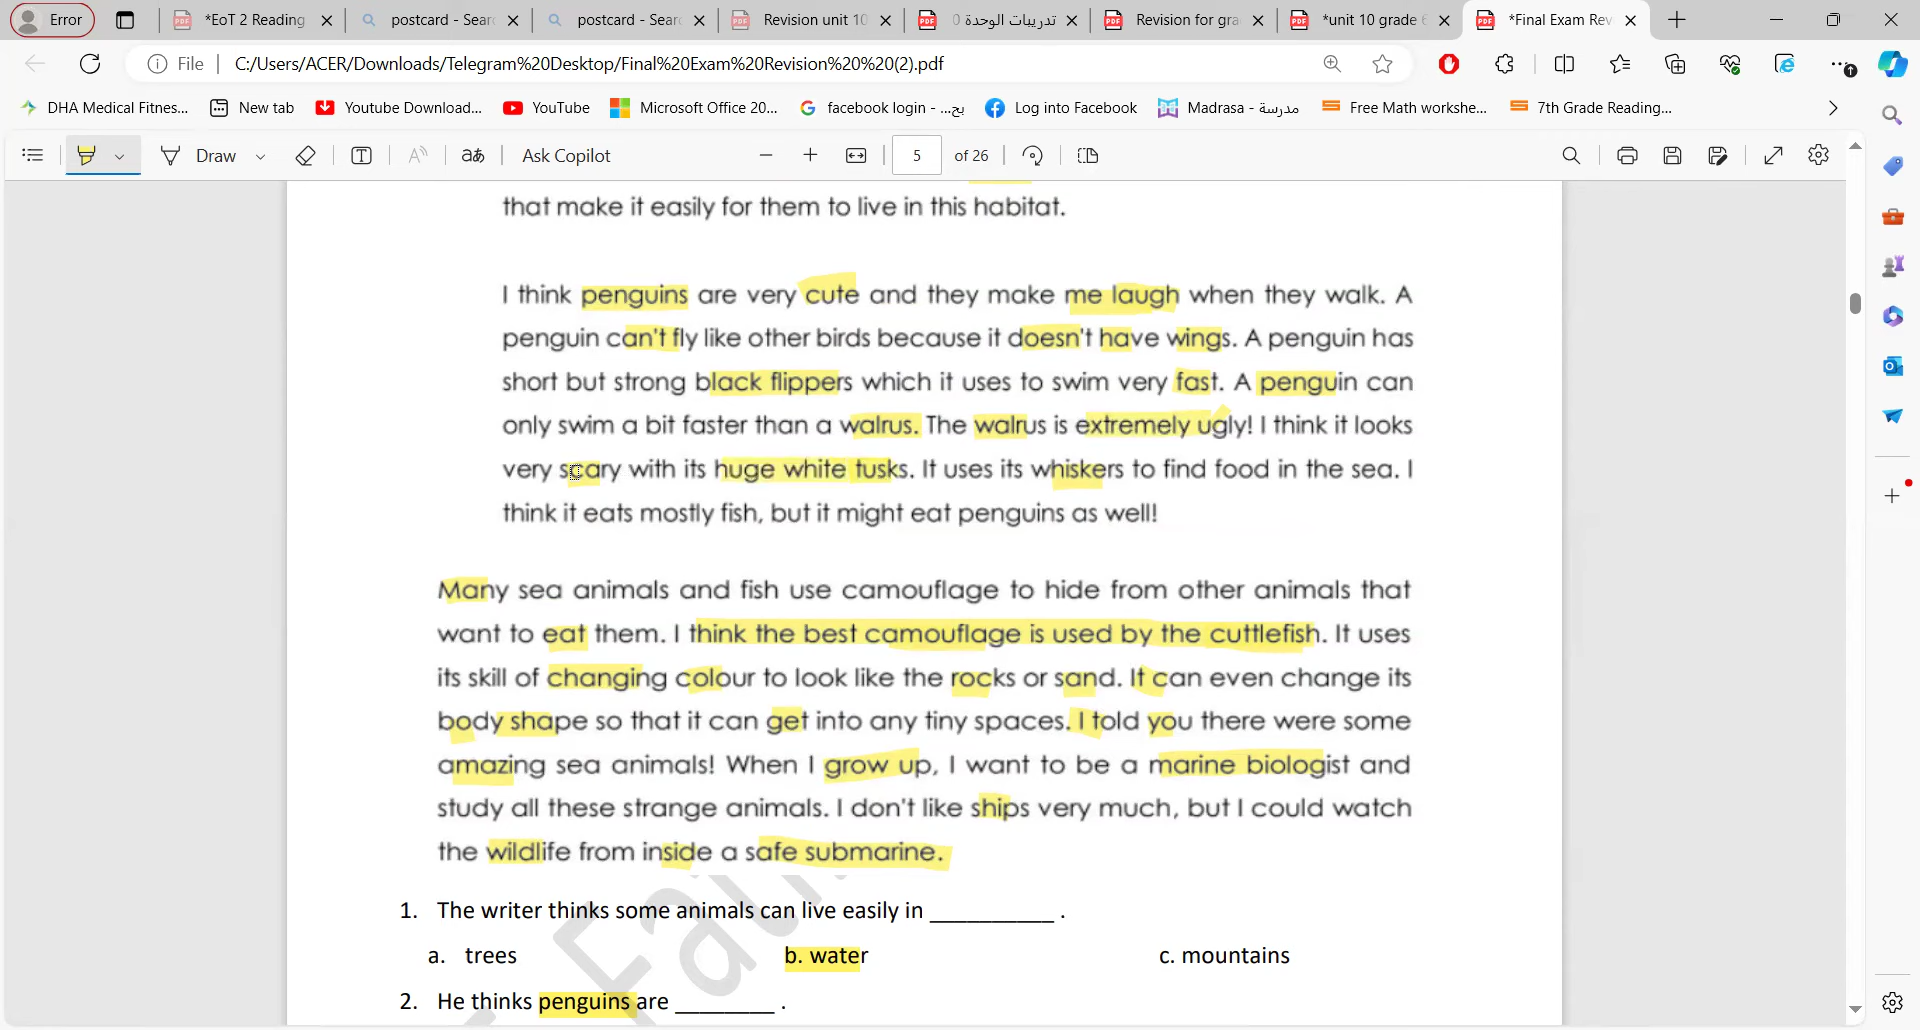 Error
*EoT 2 Reading
postcard - Sear
postcard - Sear
Revision unit 10
تدريبات الوحدة 0
Revision for gra
*unit 10 grade 6
*Final Exam Rev
File
C:/Users/ACER/Downloads/Telegram%20Desktop/Final%20Exam%20Revision%20%20(2).pdf
DHA Medical Fitnes...
New tab
Youtube Download...
YouTube
Microsoft Office 20...
facebook login - ...بح
Log into Facebook
Madrasa - مدرسة
Free Math workshe...
7th Grade Reading...
Draw
Ask Copilot
5 of 26
that make it easily for them to live in this habitat.
I think penguins are very cute and they make me laugh when they walk. A
penguin can't fly like other birds because it doesn't have wings. A penguin has
short but strong black flippers which it uses to swim very fast. A penguin can
only swim a bit faster than a walrus. The walrus is extremely ugly! I think it looks
very scary with its huge white tusks. It uses its whiskers to find food in the sea. I
think it eats mostly fish, but it might eat penguins as well!
Many sea animals and fish use camouflage to hide from other animals that
want to eat them. I think the best camouflage is used by the cuttlefish. It uses
its skill of changing colour to look like the rocks or sand. It can even change its
body shape so that it can get into any tiny spaces. I told you there were some
amazing sea animals! When I grow up, I want to be a marine biologist and
study all these strange animals. I don't like ships very much, but I could watch
the wildlife from inside a safe submarine.
1. The writer thinks some animals can live easily in __________ .
a. trees b. water c. mountains
2. He thinks penguins are ________ .